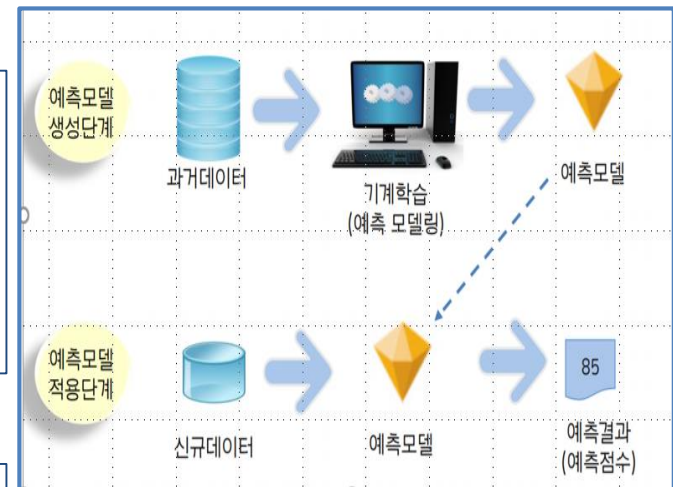 예측모델
생성단계
과거데이터
기계학습
(예측 모델링)
예측모델
예측모델
적용단계
신규데이터
예측모델
85
예측결과
(예측점수)